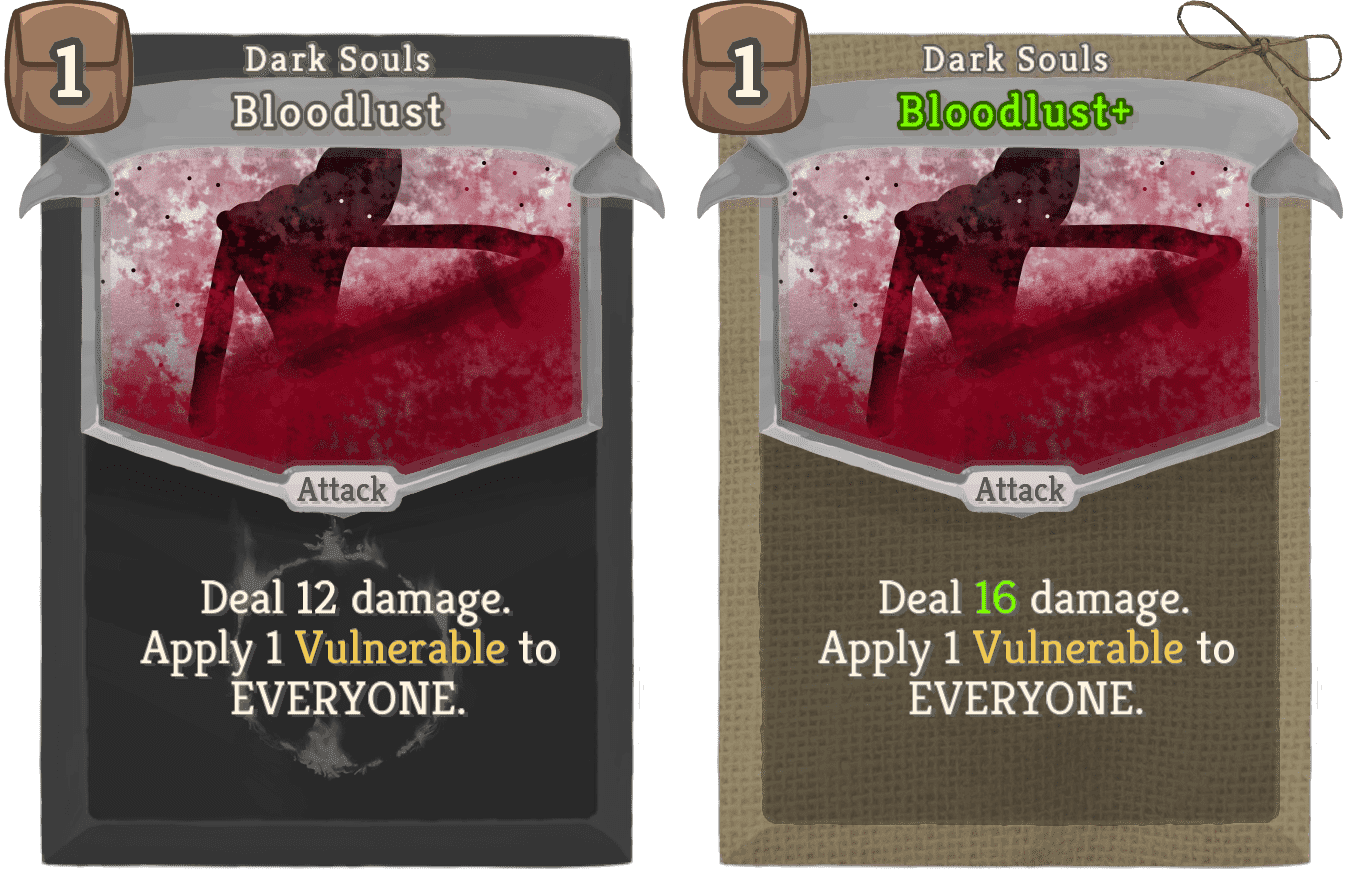 1
Dark Souls
Bloodlust
Attack
Deal 12 damage.
Apply 1 Vulnerable to
EVERYONE.
1
Dark Souls
Bloodlust+
Attack
Deal 16 damage.
Apply 1 Vulnerable to
EVERYONE.